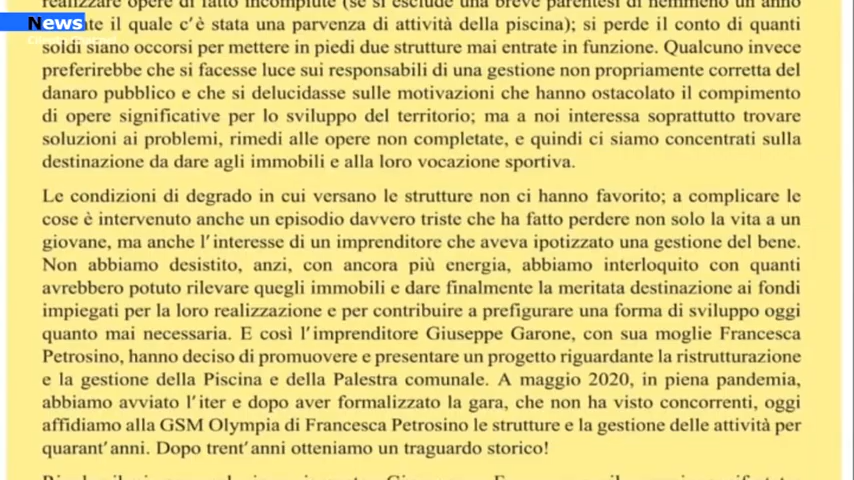 News
realizzare opere di fatto incompiute (se si esclude una breve parentesi di nemmeno un anno
te il quale c'è stata una parvenza di attività della piscina); si perde il conto di quanti
soldi siano occorsi per mettere in piedi due strutture mai entrate in funzione. Qualcuno invece
preferirebbe che si facesse luce sui responsabili di una gestione non propriamente corretta del
danaro pubblico e che si delucidasse sulle motivazioni che hanno ostacolato il compimento
di opere significative per lo sviluppo del territorio; ma a noi interessa soprattutto trovare
soluzioni ai problemi, rimedi alle opere non completate, e quindi ci siamo concentrati sulla
destinazione da dare agli immobili e alla loro vocazione sportiva.
Le condizioni di degrado in cui versano le strutture non ci hanno favorito; a complicare le
cose è intervenuto anche un episodio davvero triste che ha fatto perdere non solo la vita a un
giovane, ma anche l'interesse di un imprenditore che aveva ipotizzato una gestione del bene.
Non abbiamo desistito, anzi, con ancora più energia, abbiamo interloquito con quanti
avrebbero potuto rilevare quegli immobili e dare finalmente la meritata destinazione ai fondi
impiegati per la loro realizzazione e per contribuire a prefigurare una forma di sviluppo oggi
quanto mai necessaria. E così l'imprenditore Giuseppe Garone, con sua moglie Francesca
Petrosino, hanno deciso di promuovere e presentare un progetto riguardante la ristrutturazione
e la gestione della Piscina e della Palestra comunale. A maggio 2020, in piena pandemia,
abbiamo avviato l'iter e dopo aver formalizzato la gara, che non ha visto concorrenti, oggi
affidiamo alla GSM Olympia di Francesca Petrosino le strutture e la gestione delle attività per
quarant'anni. Dopo trent'anni otteniamo un traguardo storico!